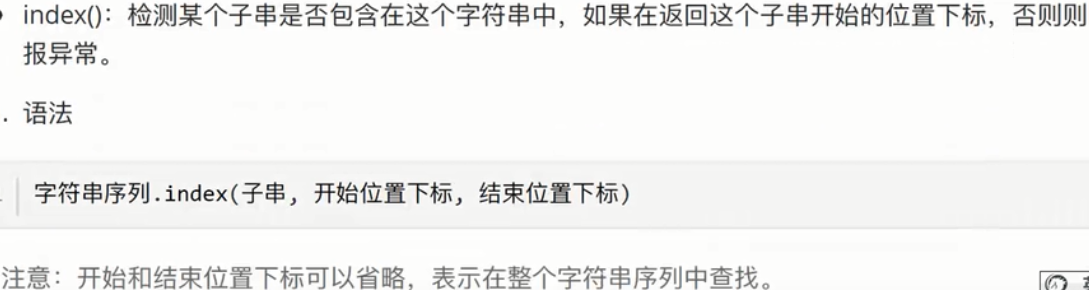 index()：检测某个子串是否包含在这个字符串中，如果在返回这个子串开始的位置下标，否则则
报异常。
. 语法
字符串序列.index(子串, 开始位置下标, 结束位置下标)
注意：开始和结束位置下标可以省略，表示在整个字符串序列中查找。